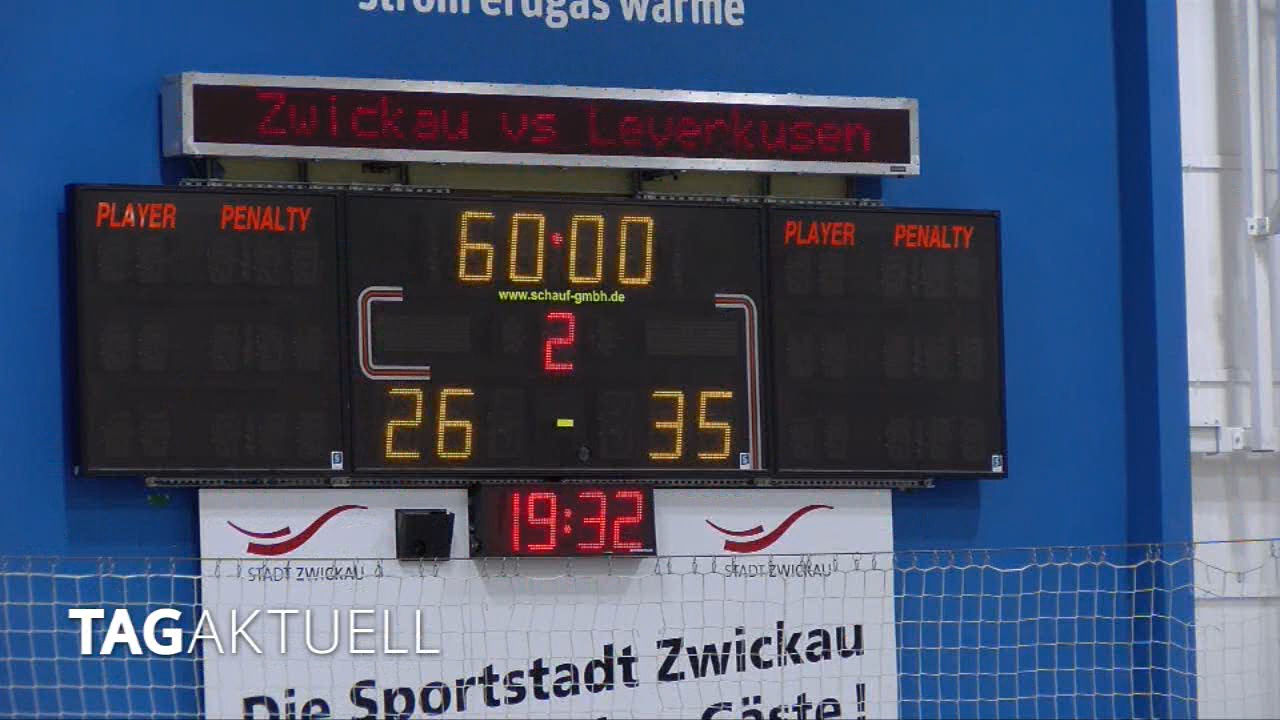 Strom Erdgas Wärme
Zwickau vs Leverkusen
PLAYER PENALTY
60:00
PLAYER PENALTY
www.schauf-gmbh.de
2
26 - 35
19:32
STADT ZWICKAU
STADT ZWICKAU
TAGAKTUELL
Die Sportstadt Zwickau
Gäste !